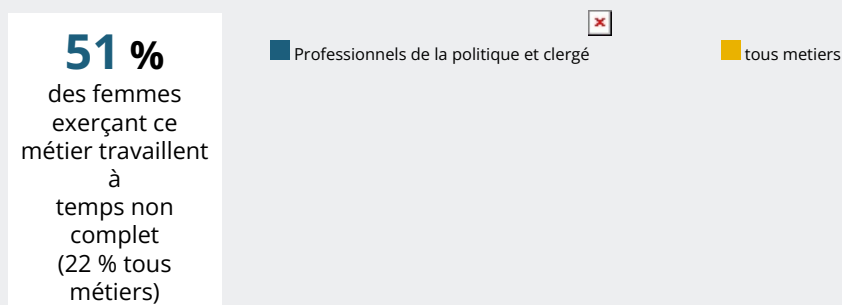 51 %
des femmes
exerçant ce
métier travaillent
à
temps non
complet
(22 % tous
métiers)
Professionnels de la politique et clergé
tous metiers